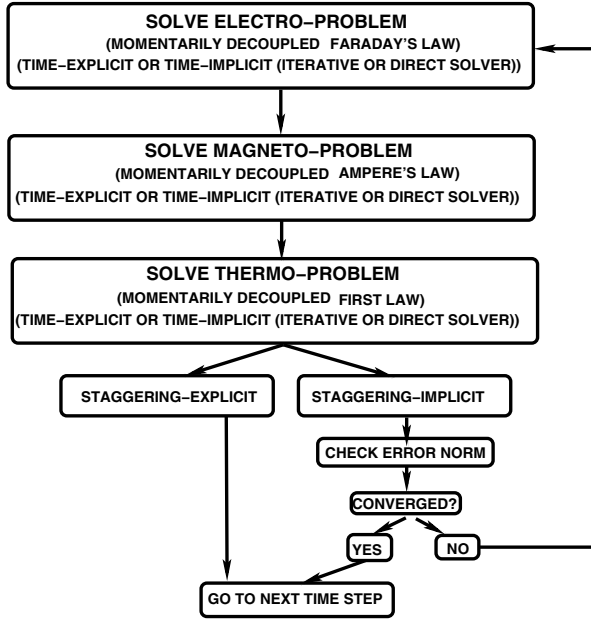 SOLVE ELECTRO–PROBLEM
(MOMENTARILY DECOUPLED FARADAY'S LAW)
(TIME–EXPLICIT OR TIME–IMPLICIT (ITERATIVE OR DIRECT SOLVER))
SOLVE MAGNETO–PROBLEM
(MOMENTARILY DECOUPLED AMPERE'S LAW)
(TIME–EXPLICIT OR TIME–IMPLICIT (ITERATIVE OR DIRECT SOLVER))
SOLVE THERMO–PROBLEM
(MOMENTARILY DECOUPLED FIRST LAW)
(TIME–EXPLICIT OR TIME–IMPLICIT (ITERATIVE OR DIRECT SOLVER))
STAGGERING–EXPLICIT
STAGGERING–IMPLICIT
CHECK ERROR NORM
CONVERGED?
YES
NO
GO TO NEXT TIME STEP